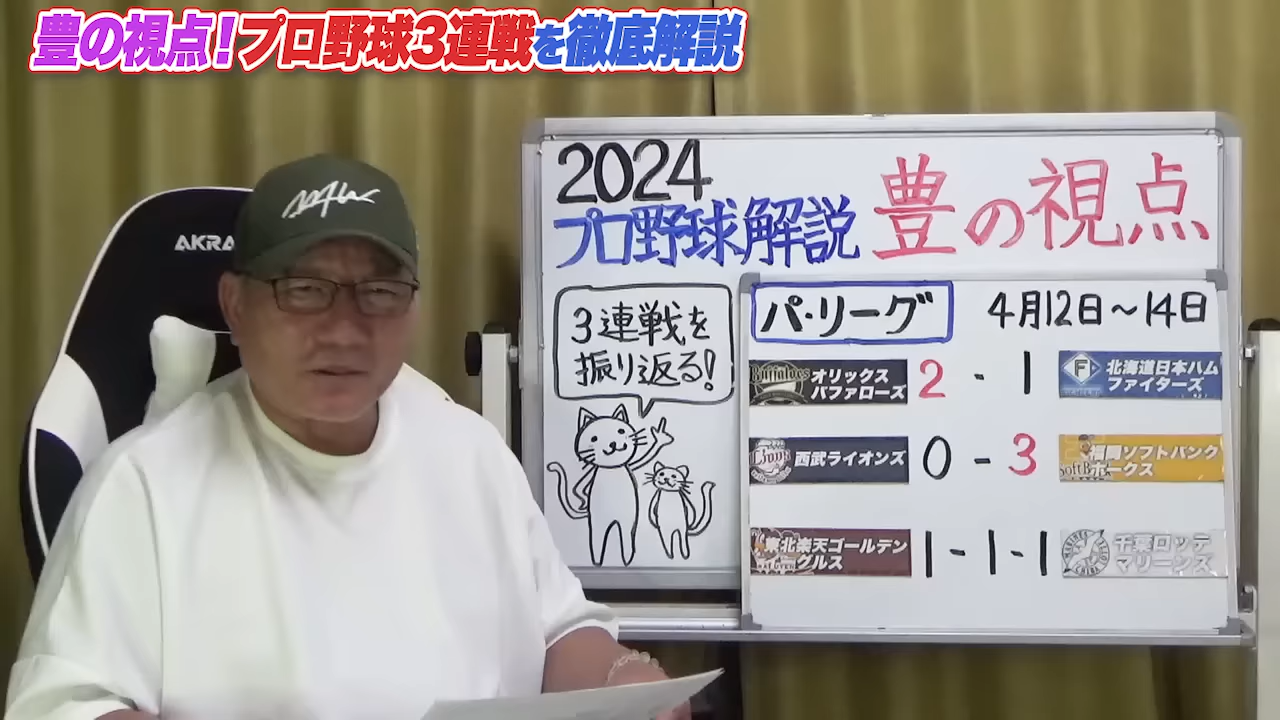 豊の視点！プロ野球3連戦を徹底解説
AKRA
2024
プロ野球解説 豊の視点
3連戦を
振り返る!
パ・リーグ 4月12日～14日
Buffaloes
オリックス
バファローズ
2 - 1
F
北海道日本ハム
ファイターズ
Lions
西武ライオンズ
0 - 3
福岡ソフトバンク
ホークス
東北楽天ゴールデン
イーグルス
1 - 1 - 1
千葉ロッテ
マリーンズ